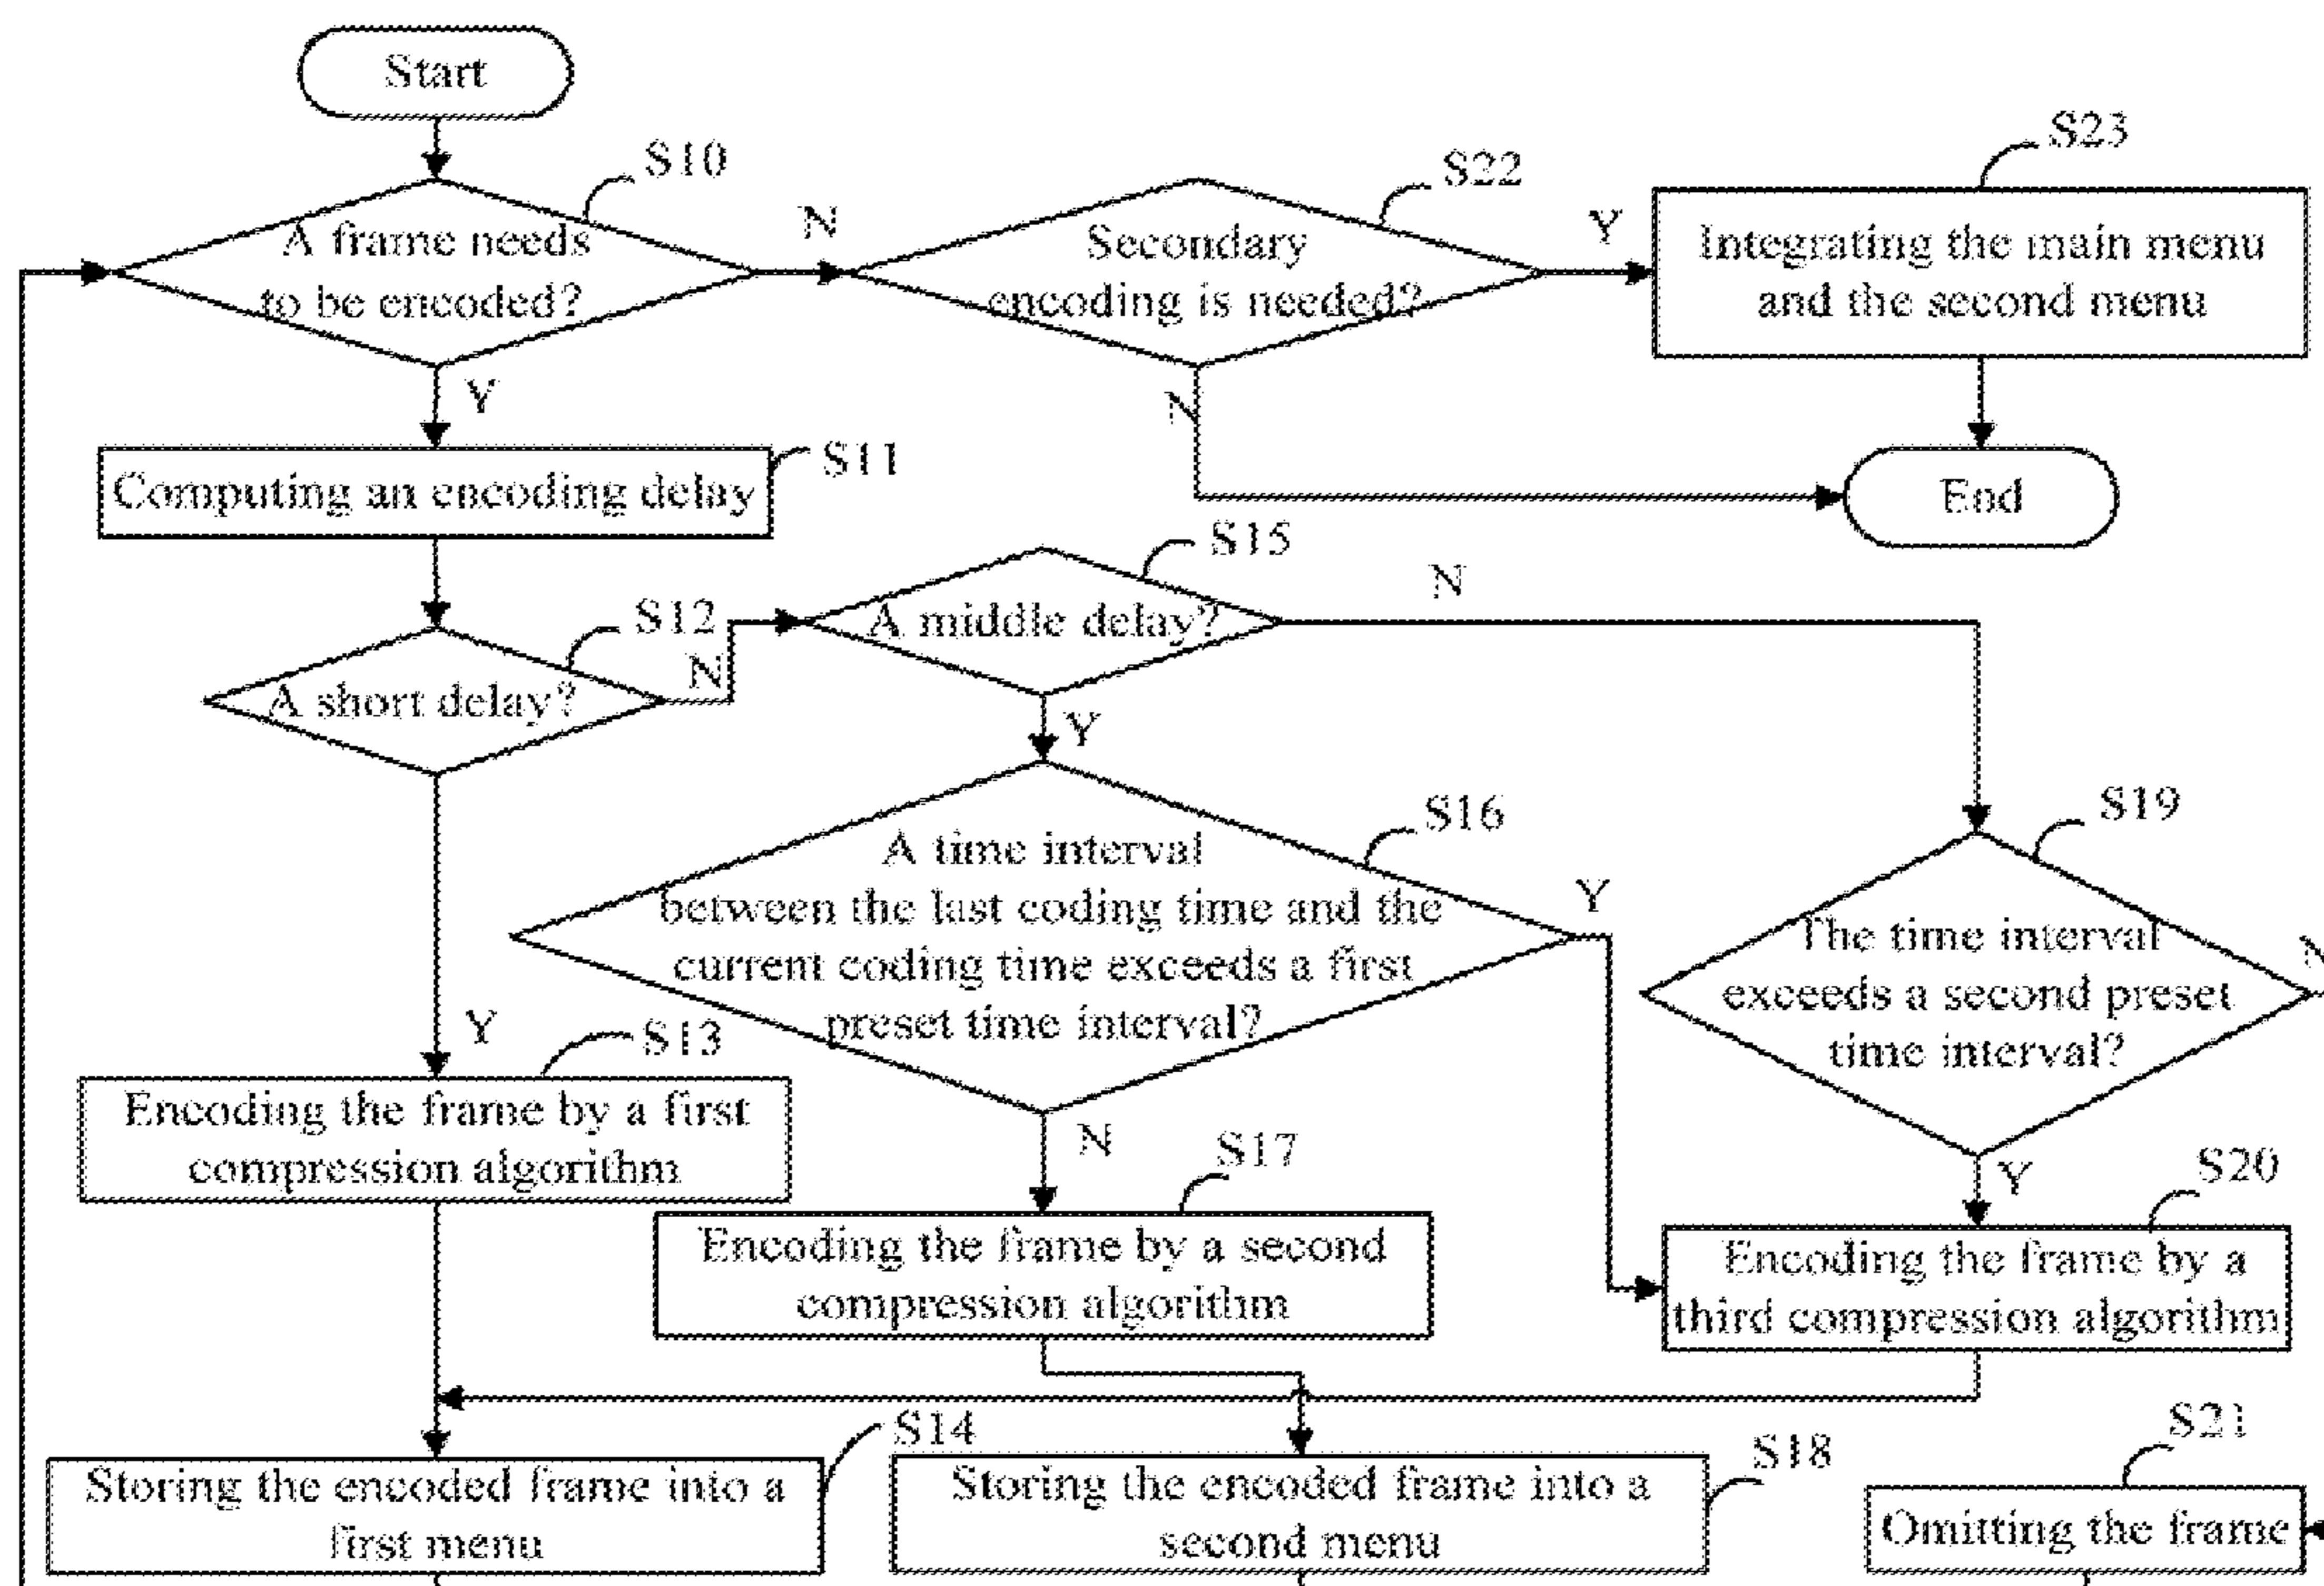 Start
S10
A frame needs
to be encoded?
N
S22
Secondary
encoding is needed?
Y
S23
Integrating the main menu
and the second menu
Y
N
S11
Computing an encoding delay
End
S12
A short delay?
N
S15
A middle delay?
N
Y
S16
A time interval
between the last coding time and the
current coding time exceeds a first
preset time interval?
Y
S19
The time interval
exceeds a second preset
time interval?
N
Y
S13
Encoding the frame by a first
compression algorithm
N
S17
Encoding the frame by a second
compression algorithm
Y
S20
Encoding the frame by a
third compression algorithm
S14
Storing the encoded frame into a
first menu
S18
Storing the encoded frame into a
second menu
S21
Omitting the frame